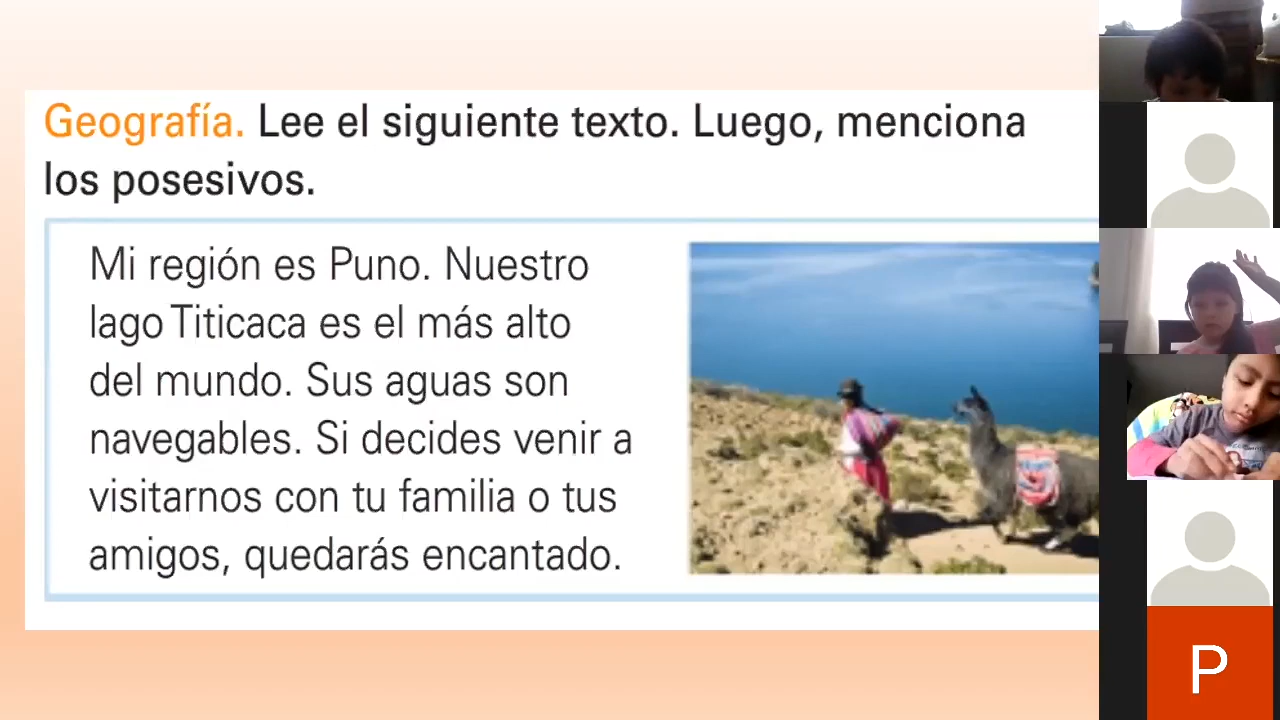 Geografía. Lee el siguiente texto. Luego, menciona
los posesivos.
Mi región es Puno. Nuestro
lago Titicaca es el más alto
del mundo. Sus aguas son
navegables. Si decides venir a
visitarnos con tu familia o tus
amigos, quedarás encantado.
P